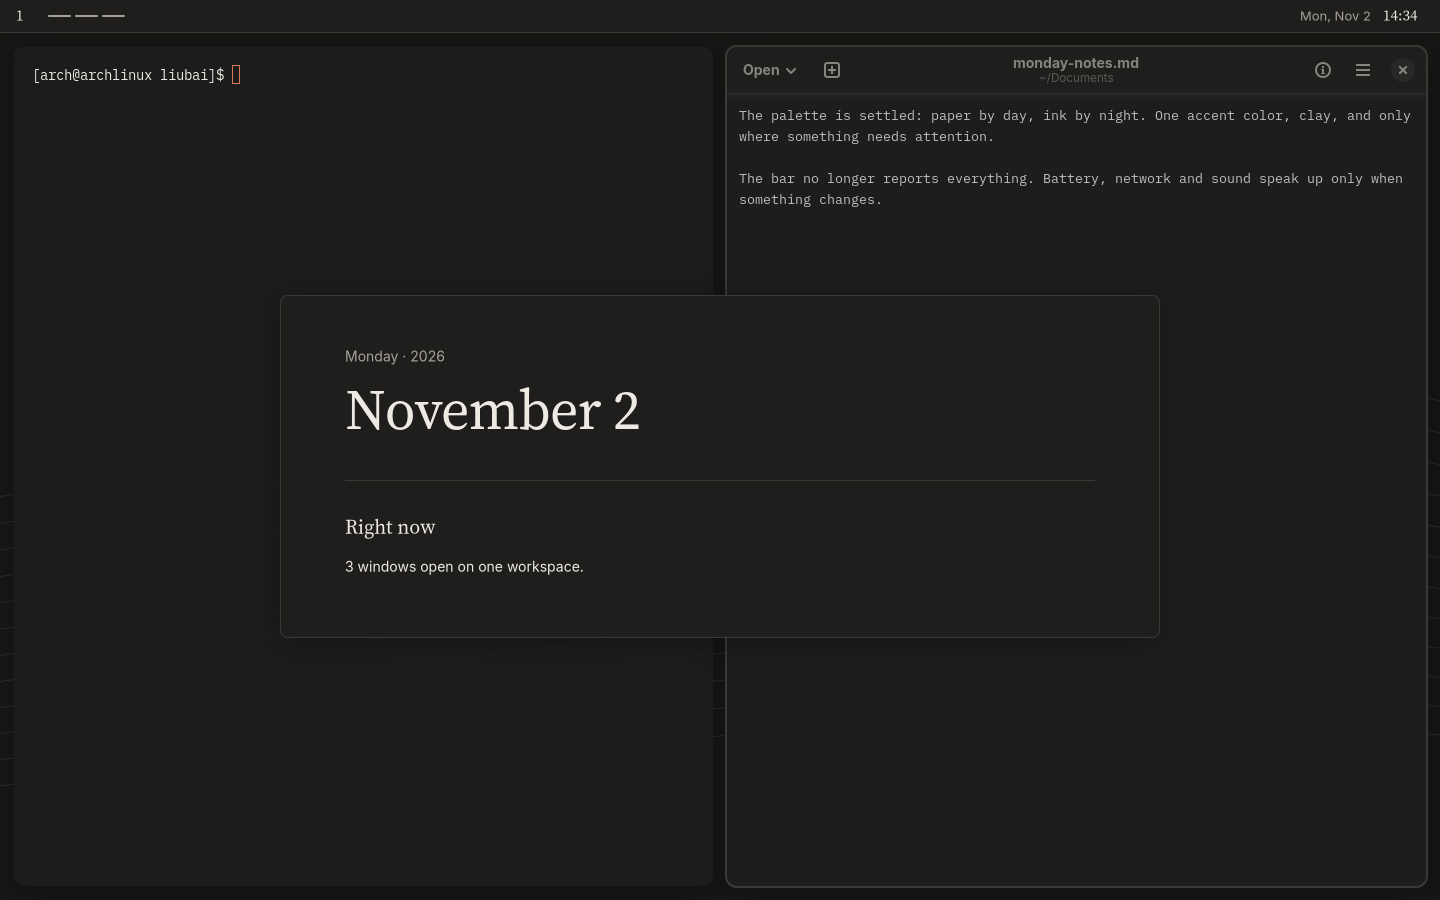 1
Mon, Nov 2 14:34
[arch@archlinux liubai]$
Open
monday-notes.md
~/Documents
The palette is settled: paper by day, ink by night. One accent color, clay, and only
where something needs attention.
The bar no longer reports everything. Battery, network and sound speak up only when
something changes.
Monday · 2026
November 2
Right now
3 windows open on one workspace.